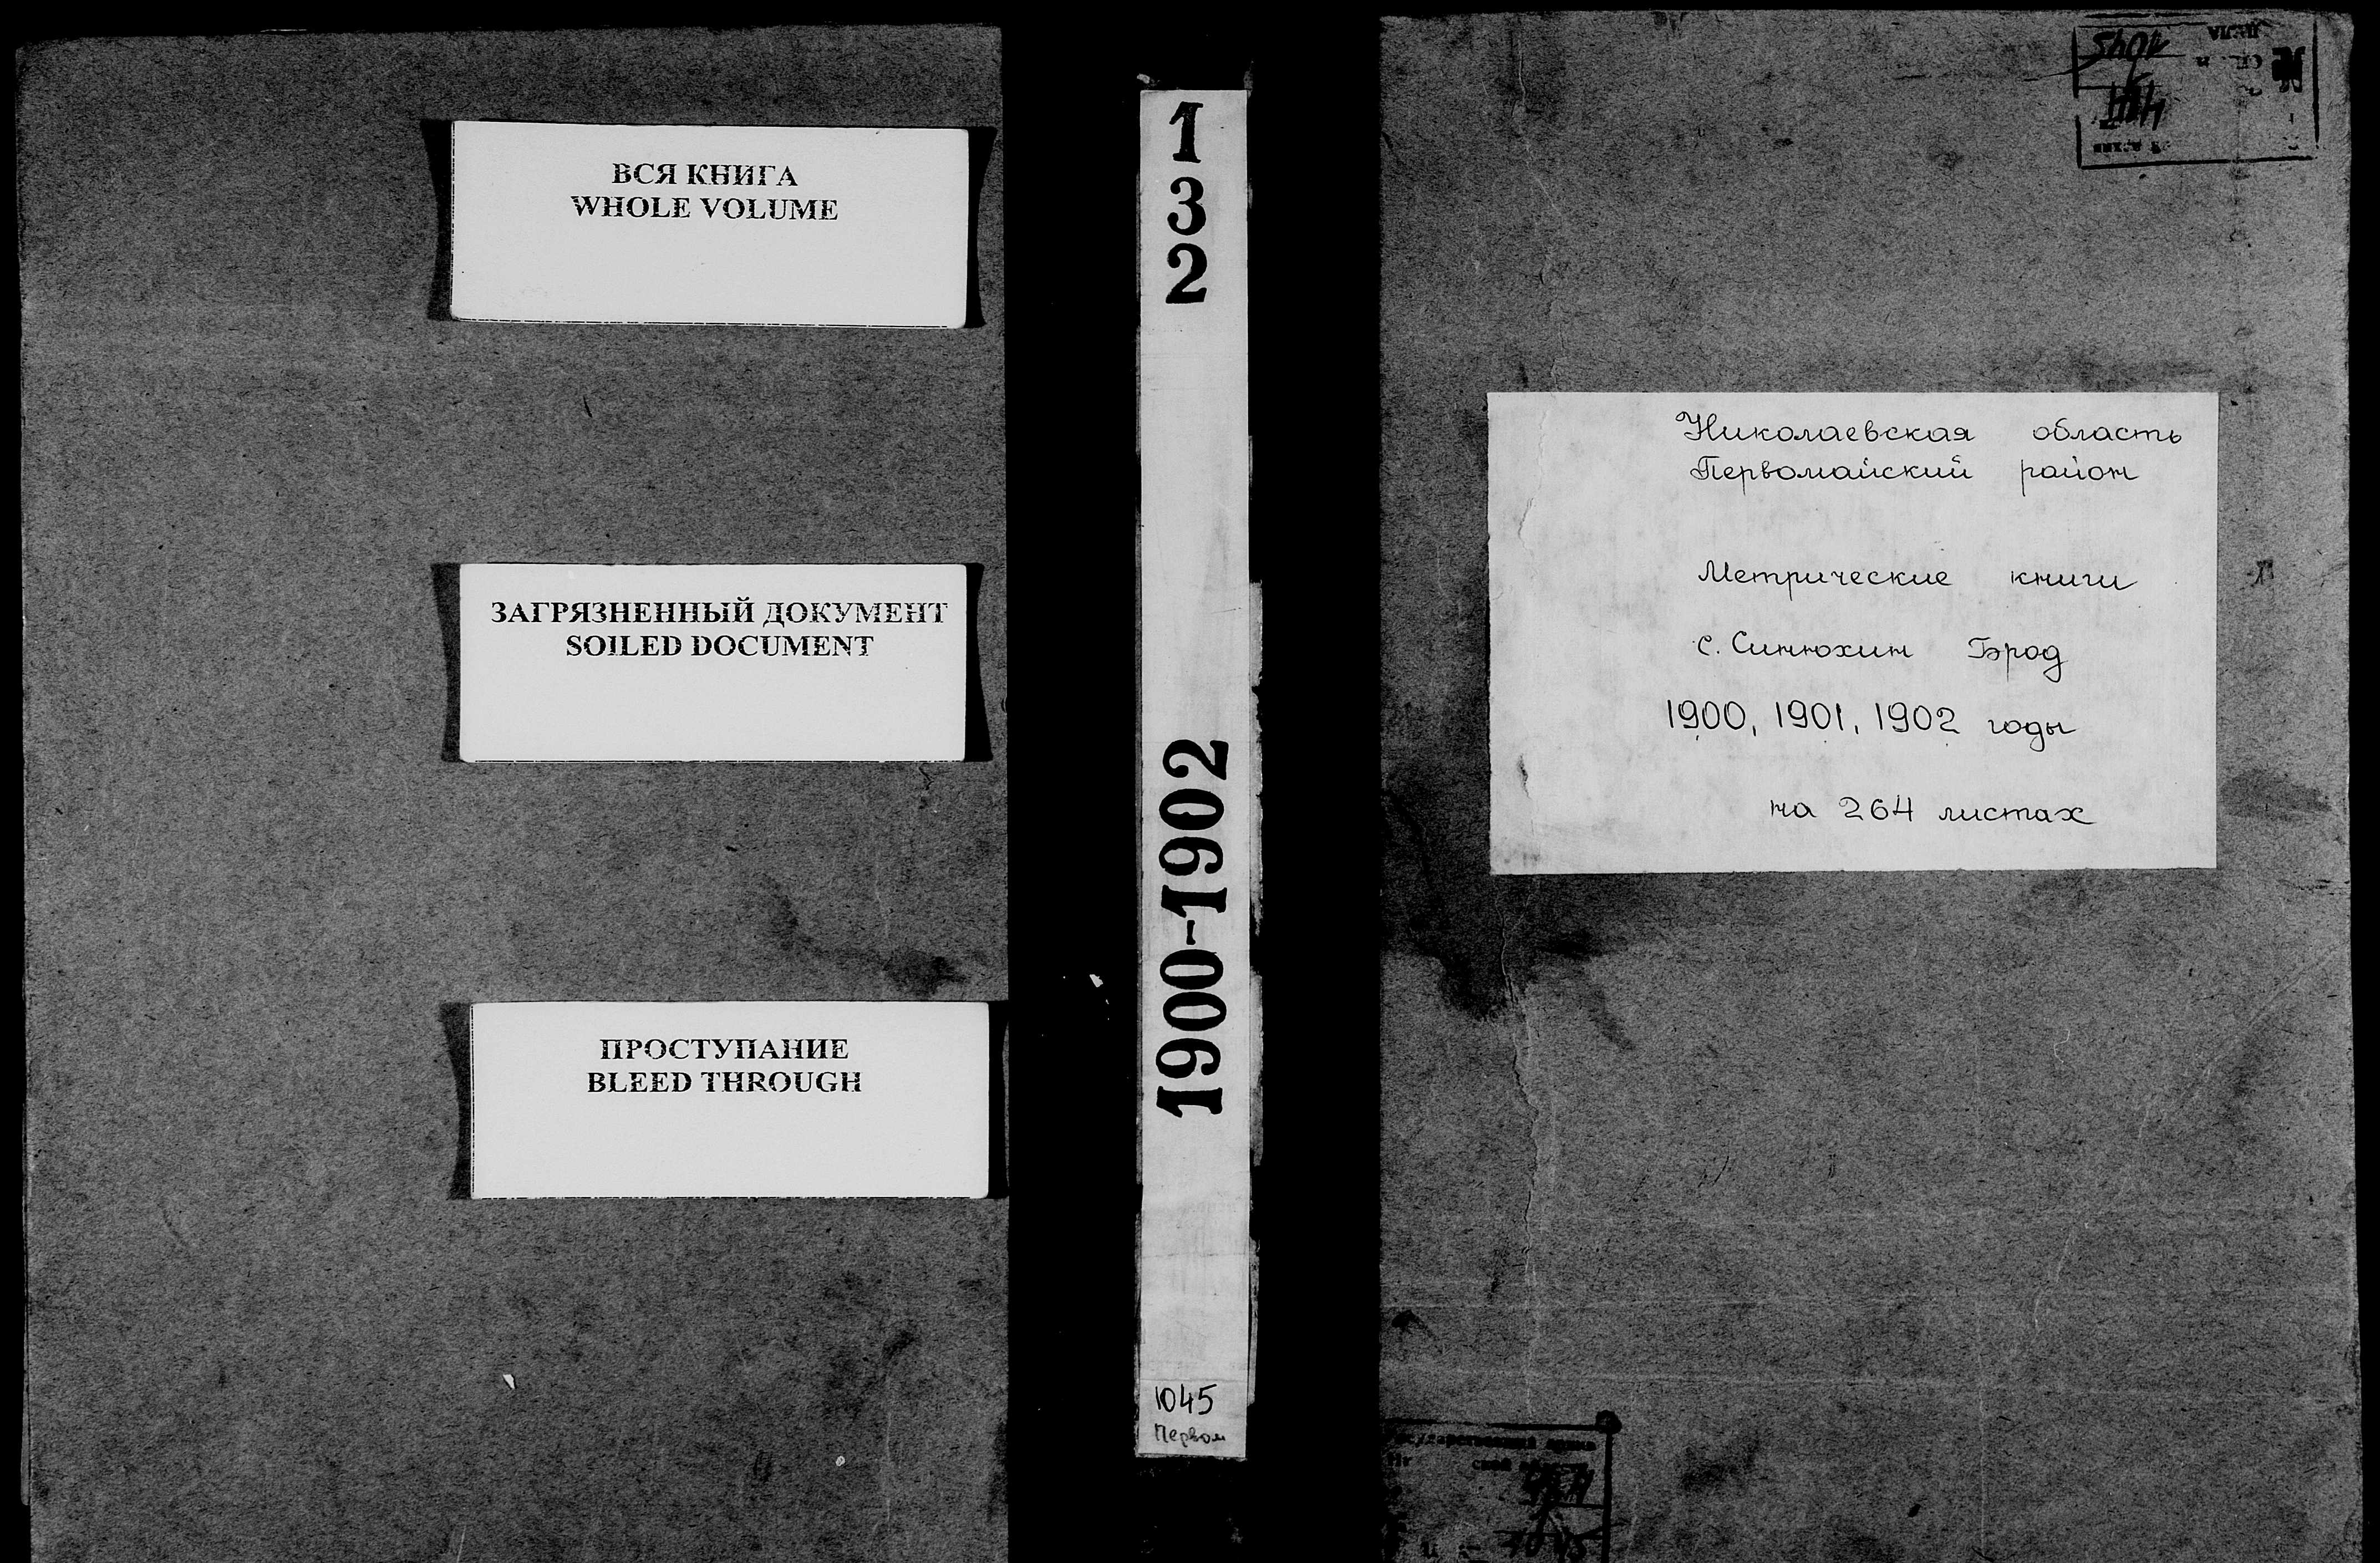 ВСЯ КНИГА
WHOLE VOLUME
ЗАГРЯЗНЕННЫЙ ДОКУМЕНТ
SOILED DOCUMENT
ПРОСТУПАНИЕ
BLEED THROUGH
1
3
2
1900-1902
1045
Первом
Николаевская область
Первомайский район
Метрические книги
с. Синюхин Брод
1900, 1901, 1902 годы
на 264 листах